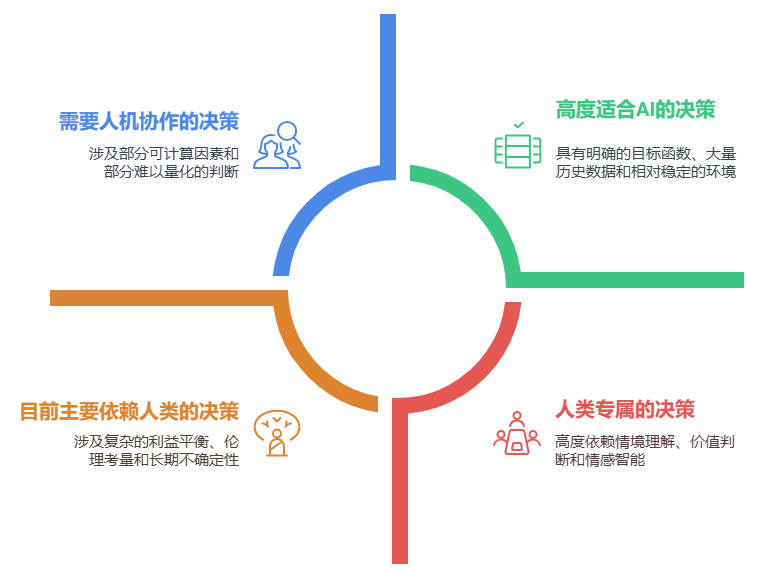 需要人机协作的决策
涉及部分可计算因素和
部分难以量化的判断
高度适合AI的决策
具有明确的目标函数、大量
历史数据和相对稳定的环境
目前主要依赖人类的决策
涉及复杂的利益平衡、伦
理考量和长期不确定性
人类专属的决策
高度依赖情境理解、价值判
断和情感智能